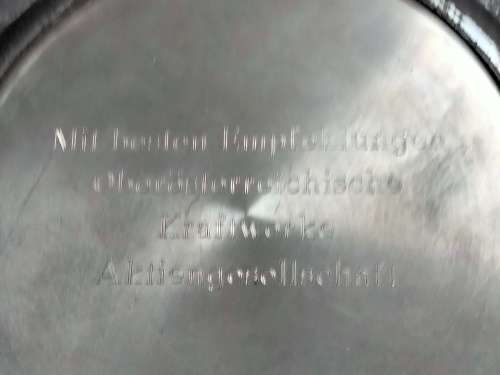 Mit besten Empfehlungen
Oberösterreichische
Kraftwerke
Aktiengesellschaft